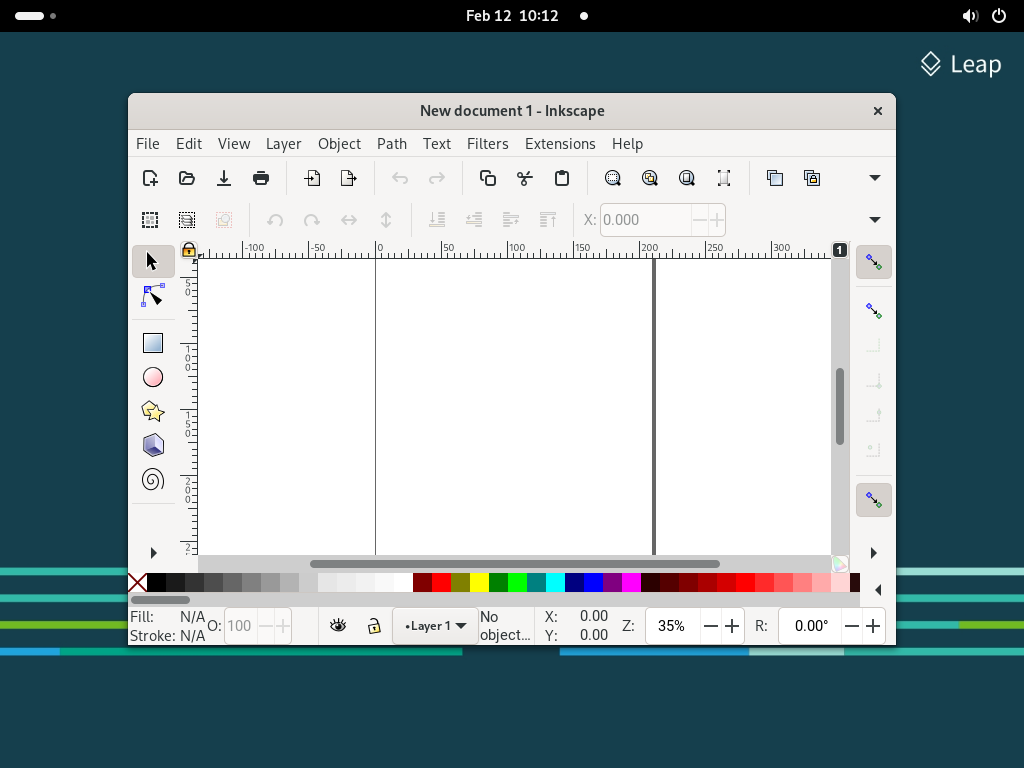 Feb 12 10:12
Leap
New document 1 - Inkscape
File Edit View Layer Object Path Text Filters Extensions Help
X: 0.000
-100 -50 0 50 100 150 200 250 300
1
50
100
150
200
2
Fill: N/A
Stroke: N/A
O: 100
•Layer 1
No
object...
X: 0.00
Y: 0.00
Z: 35%
R: 0.00°